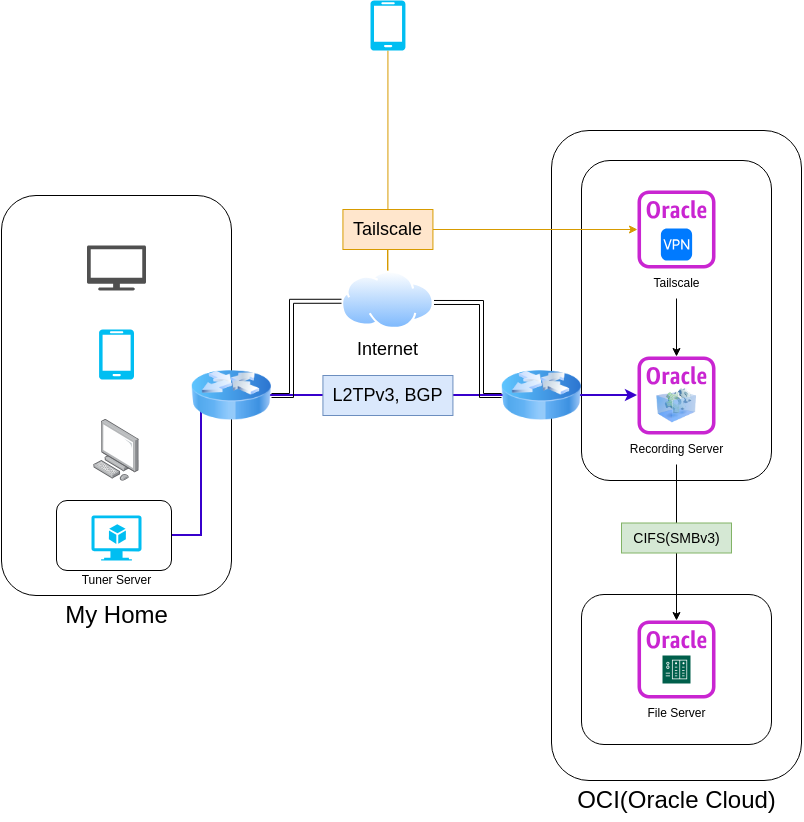 Tailscale
Oracle
VPN
Tailscale
Internet
L2TPv3, BGP
Oracle
Recording Server
CIFS(SMBv3)
Tuner Server
My Home
Oracle
File Server
OCI(Oracle Cloud)